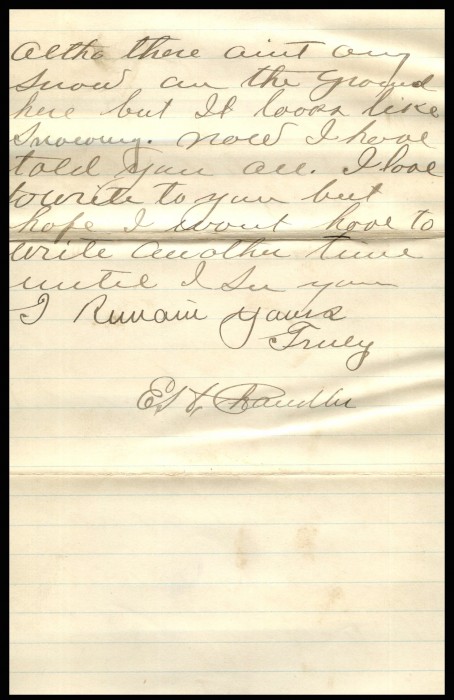 altho there aint any
snow on the ground
here but It looks like
Snowing. now I have
told you all. I love
to write to you but
hope I wont have to
write another time
until I See you
I Remain yours
Truly